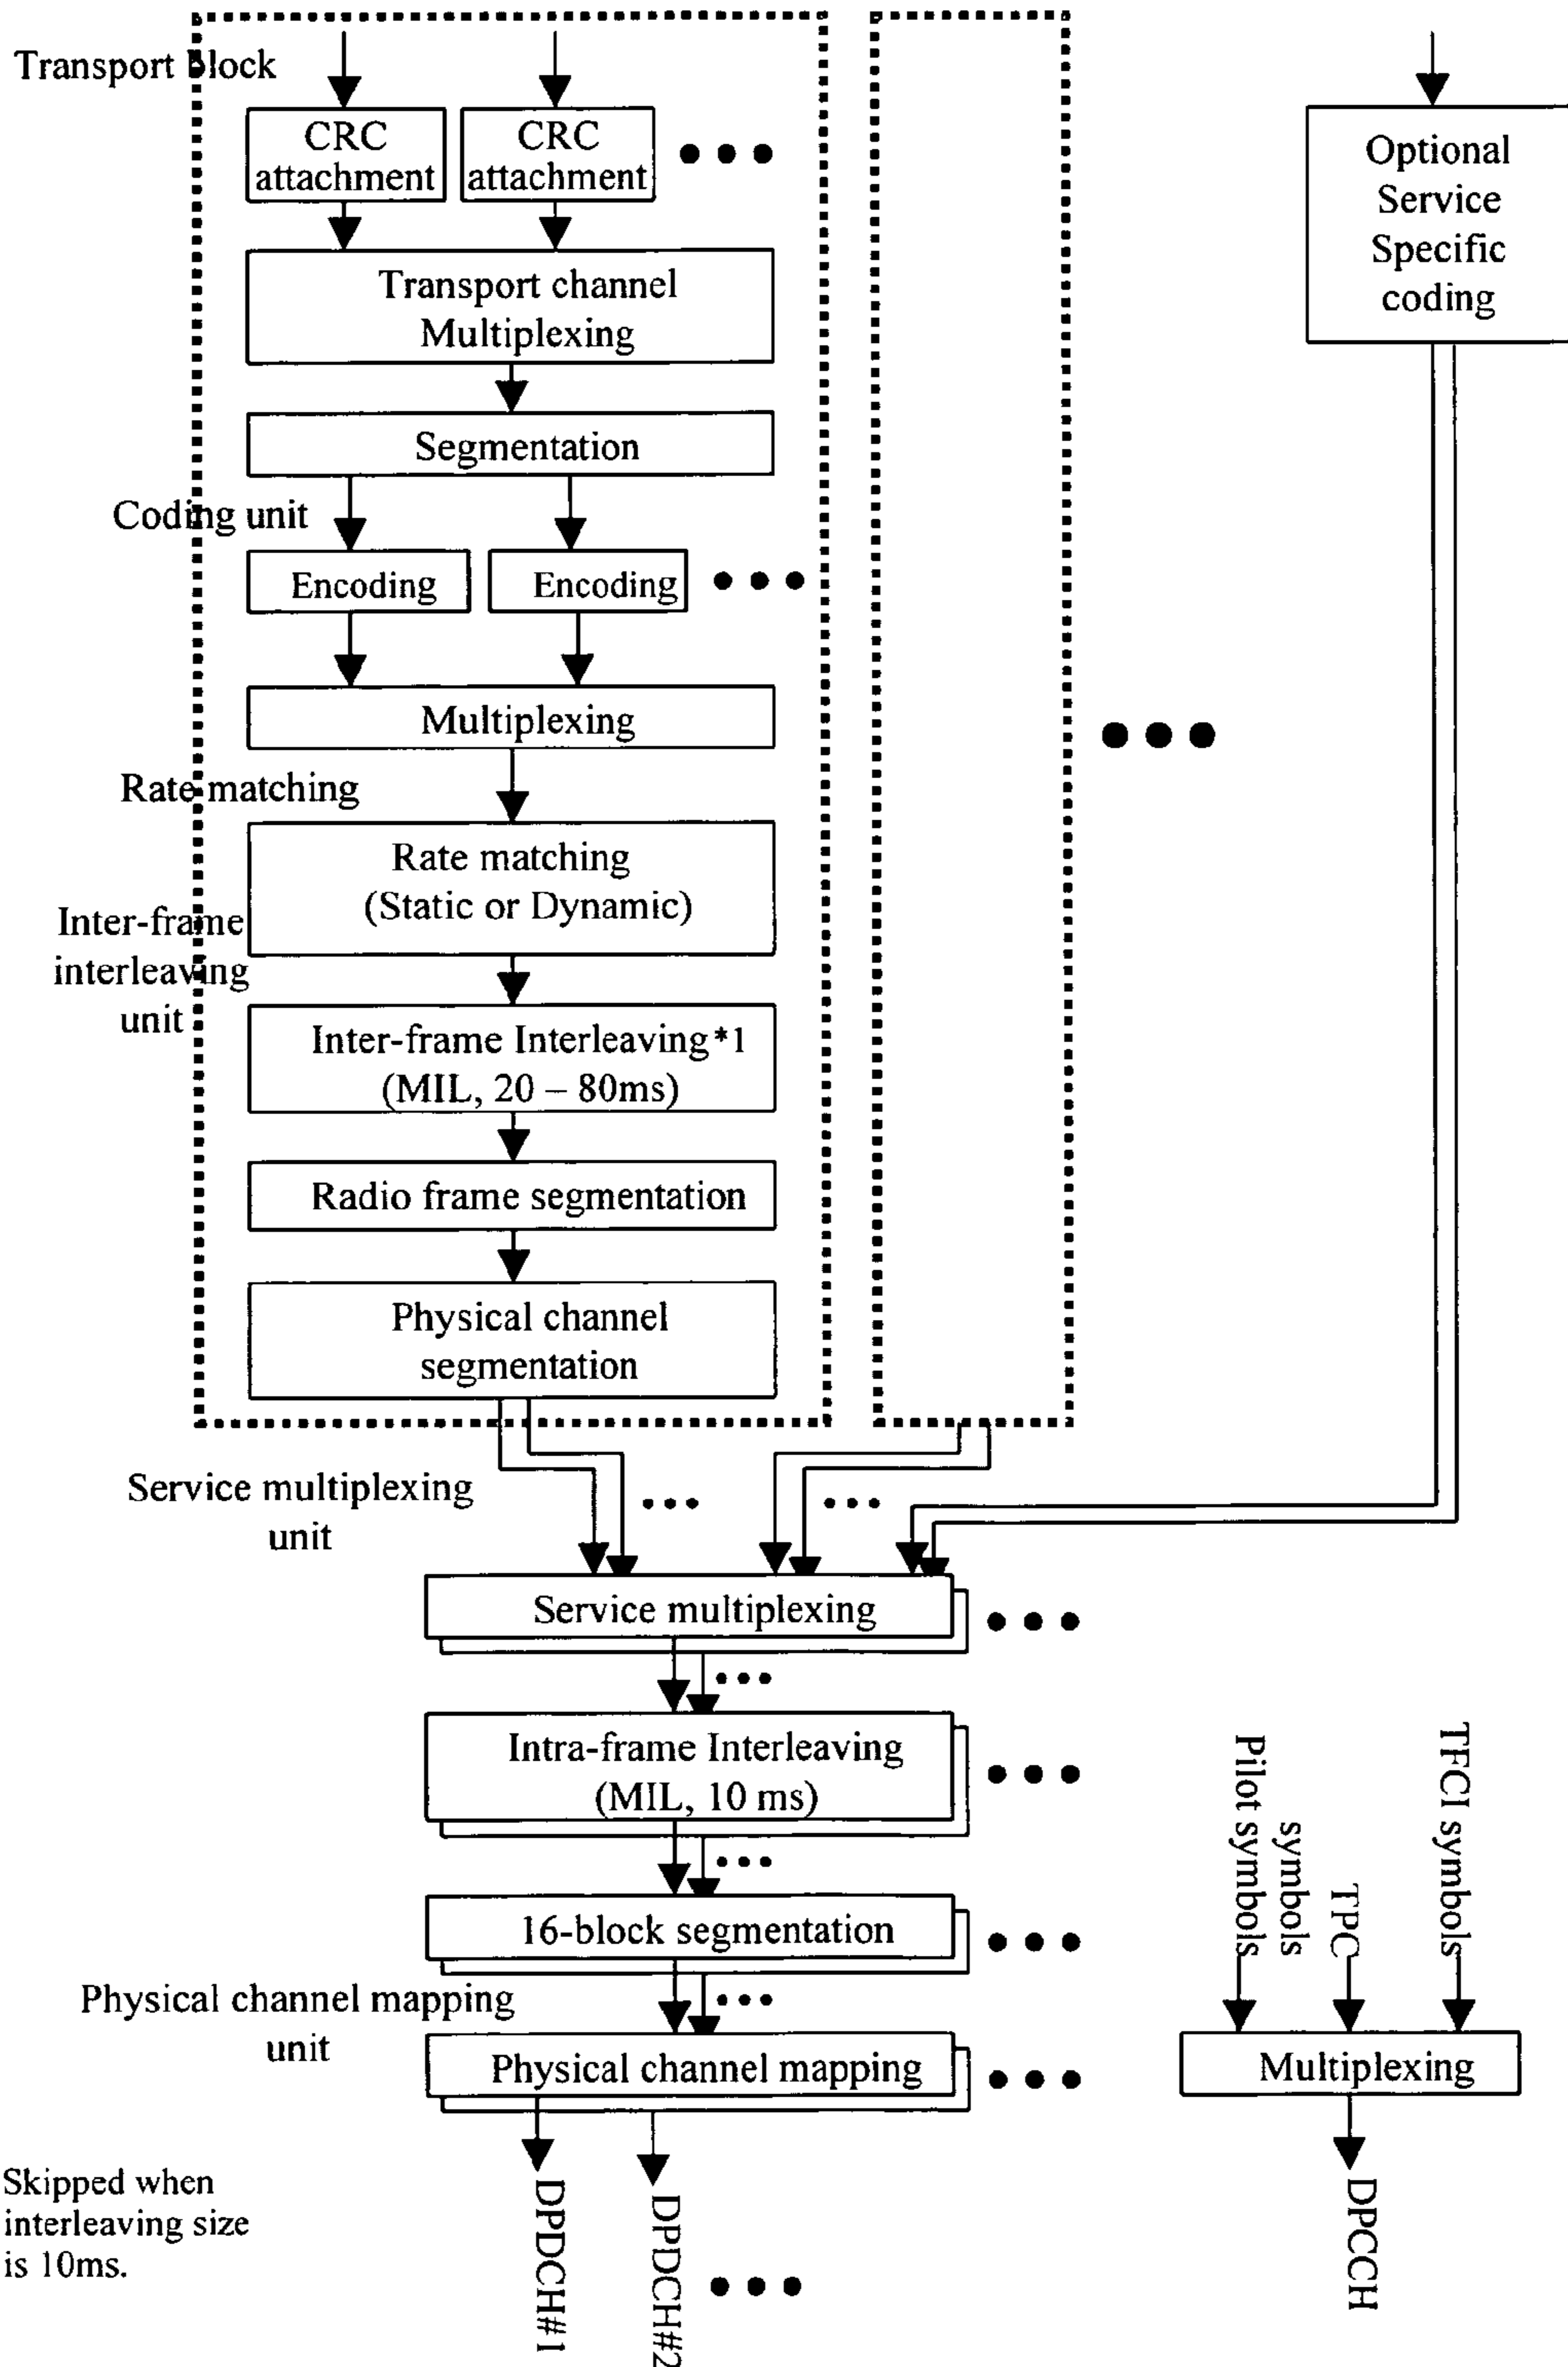 Transport block
CRC
attachment
CRC
attachment
Optional
Service
Specific
coding
Transport channel
Multiplexing
Segmentation
Coding unit
Encoding
Encoding
Multiplexing
Rate matching
Rate matching
(Static or Dynamic)
Inter-frame
interleaving
unit
Inter-frame Interleaving*1
(MIL, 20 – 80ms)
Radio frame segmentation
Physical channel
segmentation
Service multiplexing
unit
Service multiplexing
Intra-frame Interleaving
(MIL, 10 ms)
16-block segmentation
Pilot symbols
symbols
TPC
TFCI symbols
Physical channel mapping
unit
Physical channel mapping
Multiplexing
Skipped when
interleaving size
is 10ms.
DPDCH#1
DPDCH#2
DPCCH